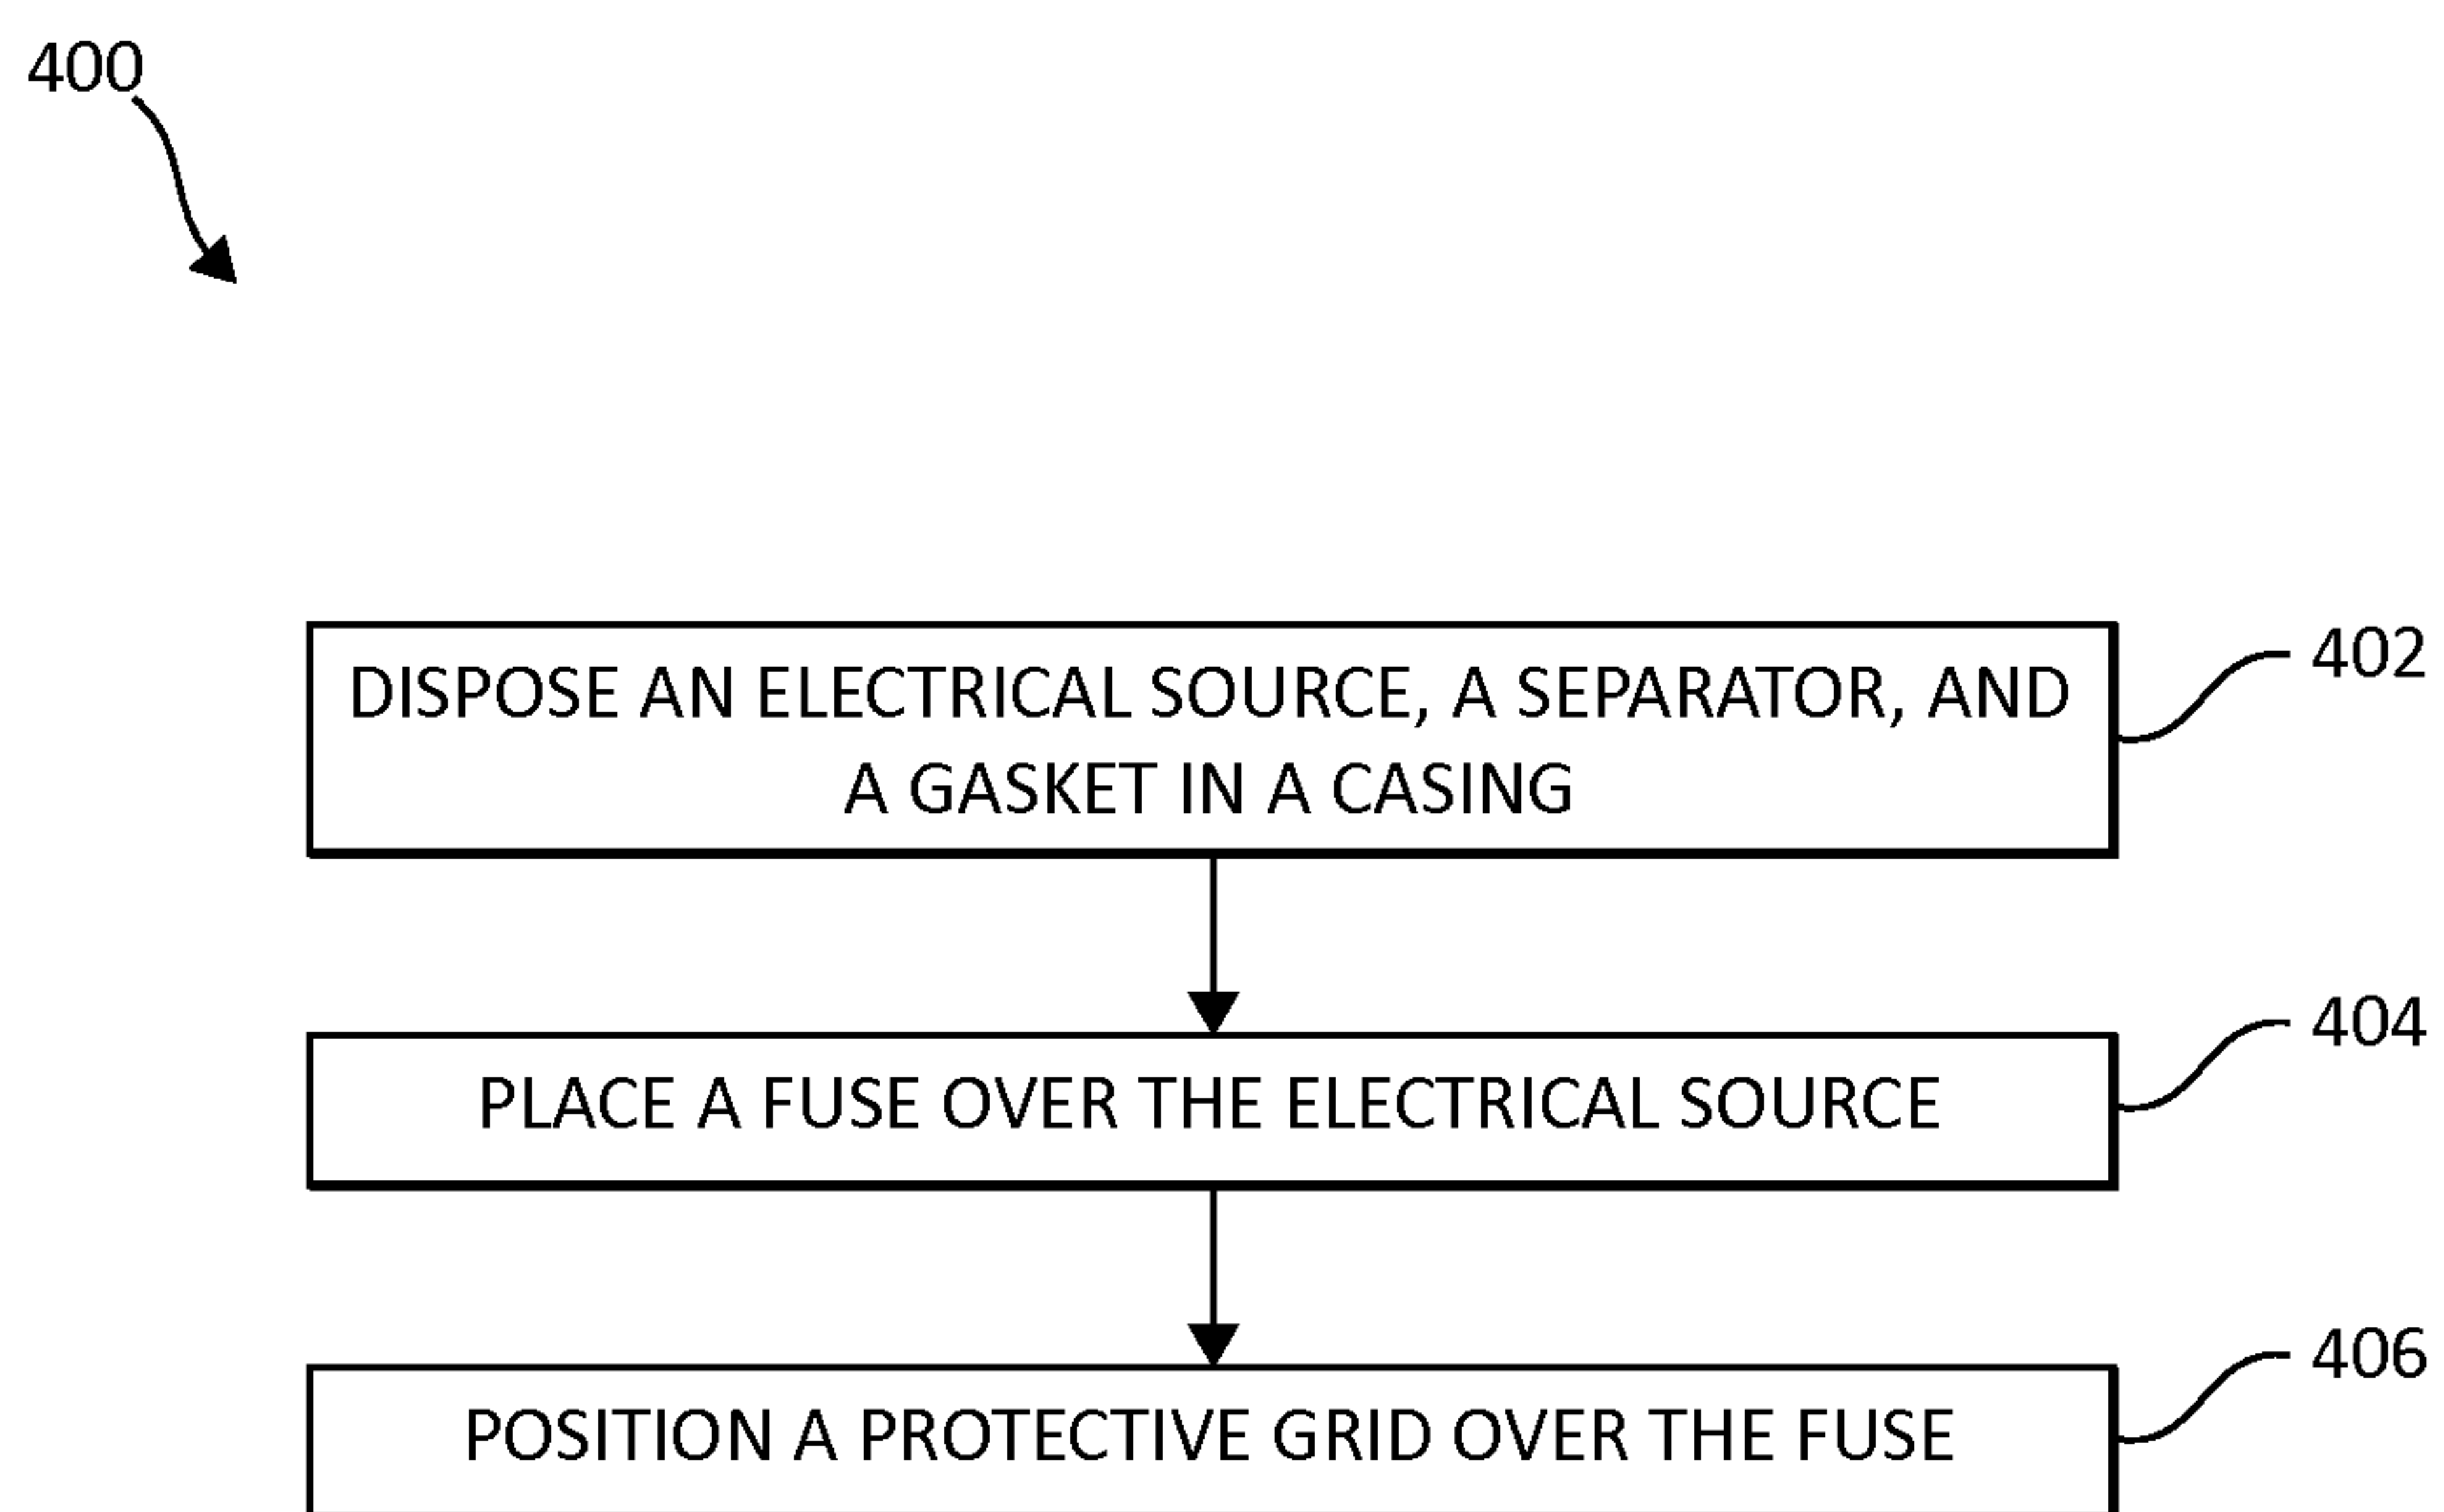 400
DISPOSE AN ELECTRICAL SOURCE, A SEPARATOR, AND
A GASKET IN A CASING
402
PLACE A FUSE OVER THE ELECTRICAL SOURCE
404
POSITION A PROTECTIVE GRID OVER THE FUSE
406